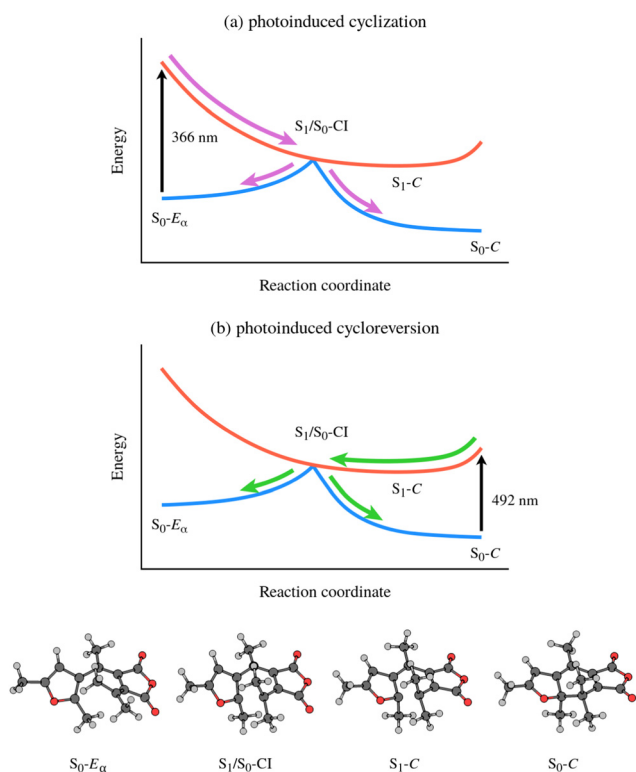 (a) photoinduced cyclization
Energy
366 nm
S₁/S₀-CI
S₁-C
S₀-Eα
S₀-C
Reaction coordinate
(b) photoinduced cycloreversion
Energy
S₁/S₀-CI
S₁-C
492 nm
S₀-Eα
S₀-C
Reaction coordinate
S₀-Eα
S₁/S₀-CI
S₁-C
S₀-C